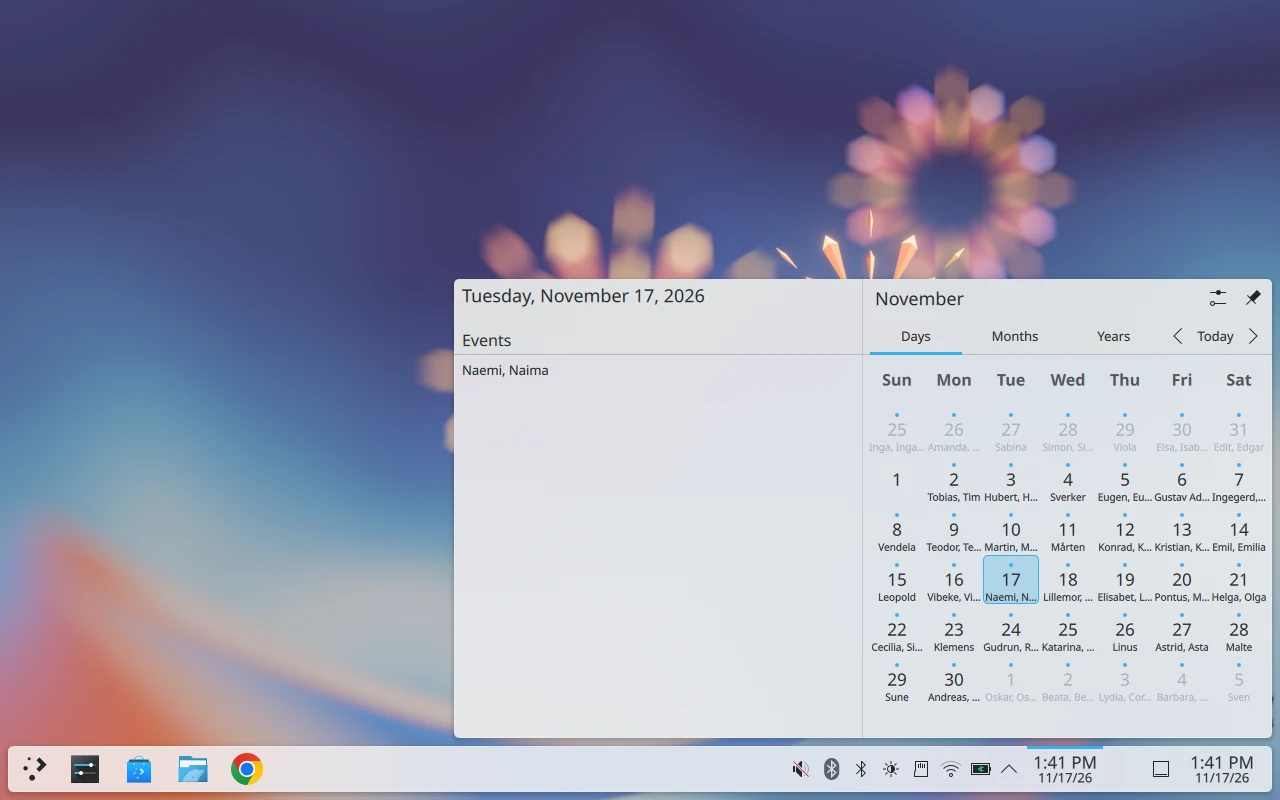 Tuesday, November 17, 2026
Events
Naemi, Naima
November
Days Months Years Today
Sun Mon Tue Wed Thu Fri Sat
25 26 27 28 29 30 31
Inga, Inga... Amanda, ... Sabina Simon, Si... Viola Elsa, Isab... Edit, Edgar
1 2 3 4 5 6 7
Tobias, Tim Hubert, H... Sverker Eugen, Eu... Gustav Ad... Ingegerd,...
8 9 10 11 12 13 14
Vendela Teodor, Te... Martin, M... Mårten Konrad, K... Kristian, K... Emil, Emilia
15 16 17 18 19 20 21
Leopold Vibeke, Vi... Naemi, N... Lillemor, ... Elisabet, L... Pontus, M... Helga, Olga
22 23 24 25 26 27 28
Cecilia, Si... Klemens Gudrun, R... Katarina, ... Linus Astrid, Asta Malte
29 30 1 2 3 4 5
Sune Andreas, ... Oskar, Os... Beata, Be... Lydia, Cor... Barbara, ... Sven
1:41 PM 1:41 PM
11/17/26 11/17/26